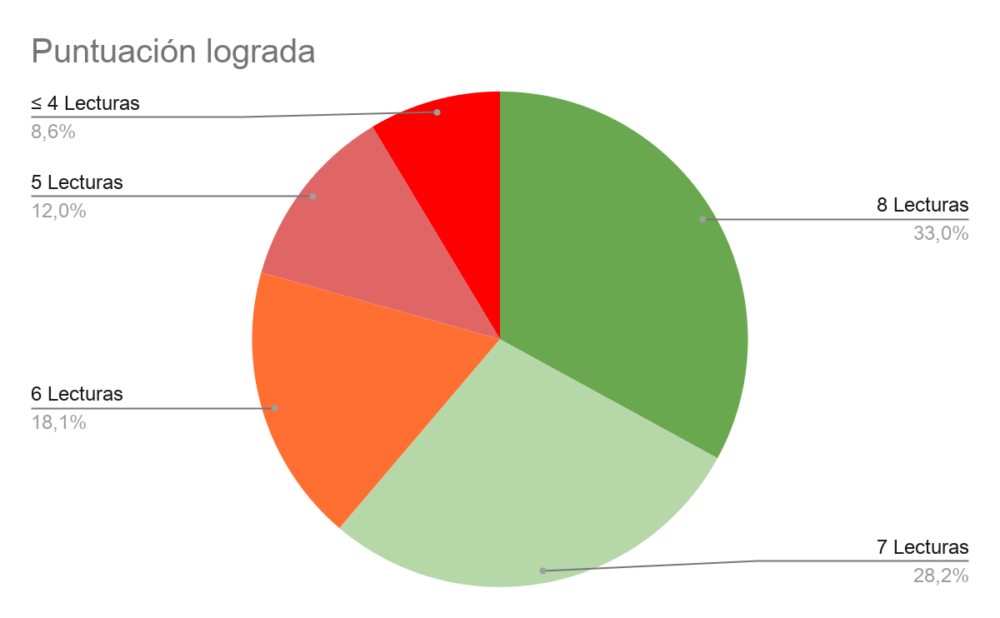 Puntuación lograda
≤ 4 Lecturas
8,6%
5 Lecturas
12,0%
8 Lecturas
33,0%
6 Lecturas
18,1%
7 Lecturas
28,2%